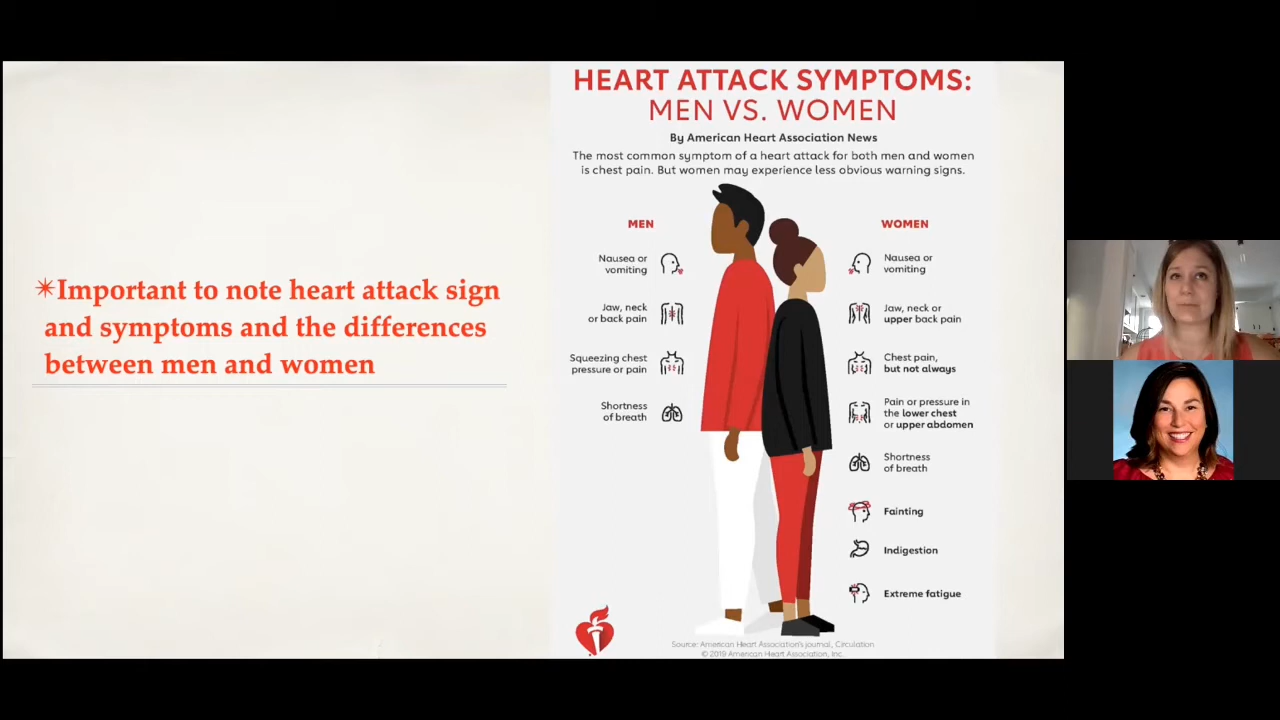 ✴Important to note heart attack sign
and symptoms and the differences
between men and women
HEART ATTACK SYMPTOMS:
MEN VS. WOMEN
By American Heart Association News
The most common symptom of a heart attack for both men and women
is chest pain. But women may experience less obvious warning signs.
MEN
Nausea or
vomiting
Jaw, neck
or back pain
Squeezing chest
pressure or pain
Shortness
of breath
WOMEN
Nausea or
vomiting
Jaw, neck or
upper back pain
Chest pain,
but not always
Pain or pressure in
the lower chest
or upper abdomen
Shortness
of breath
Fainting
Indigestion
Extreme fatigue
Source: American Heart Association's journal, Circulation
© 2019 American Heart Association, Inc.